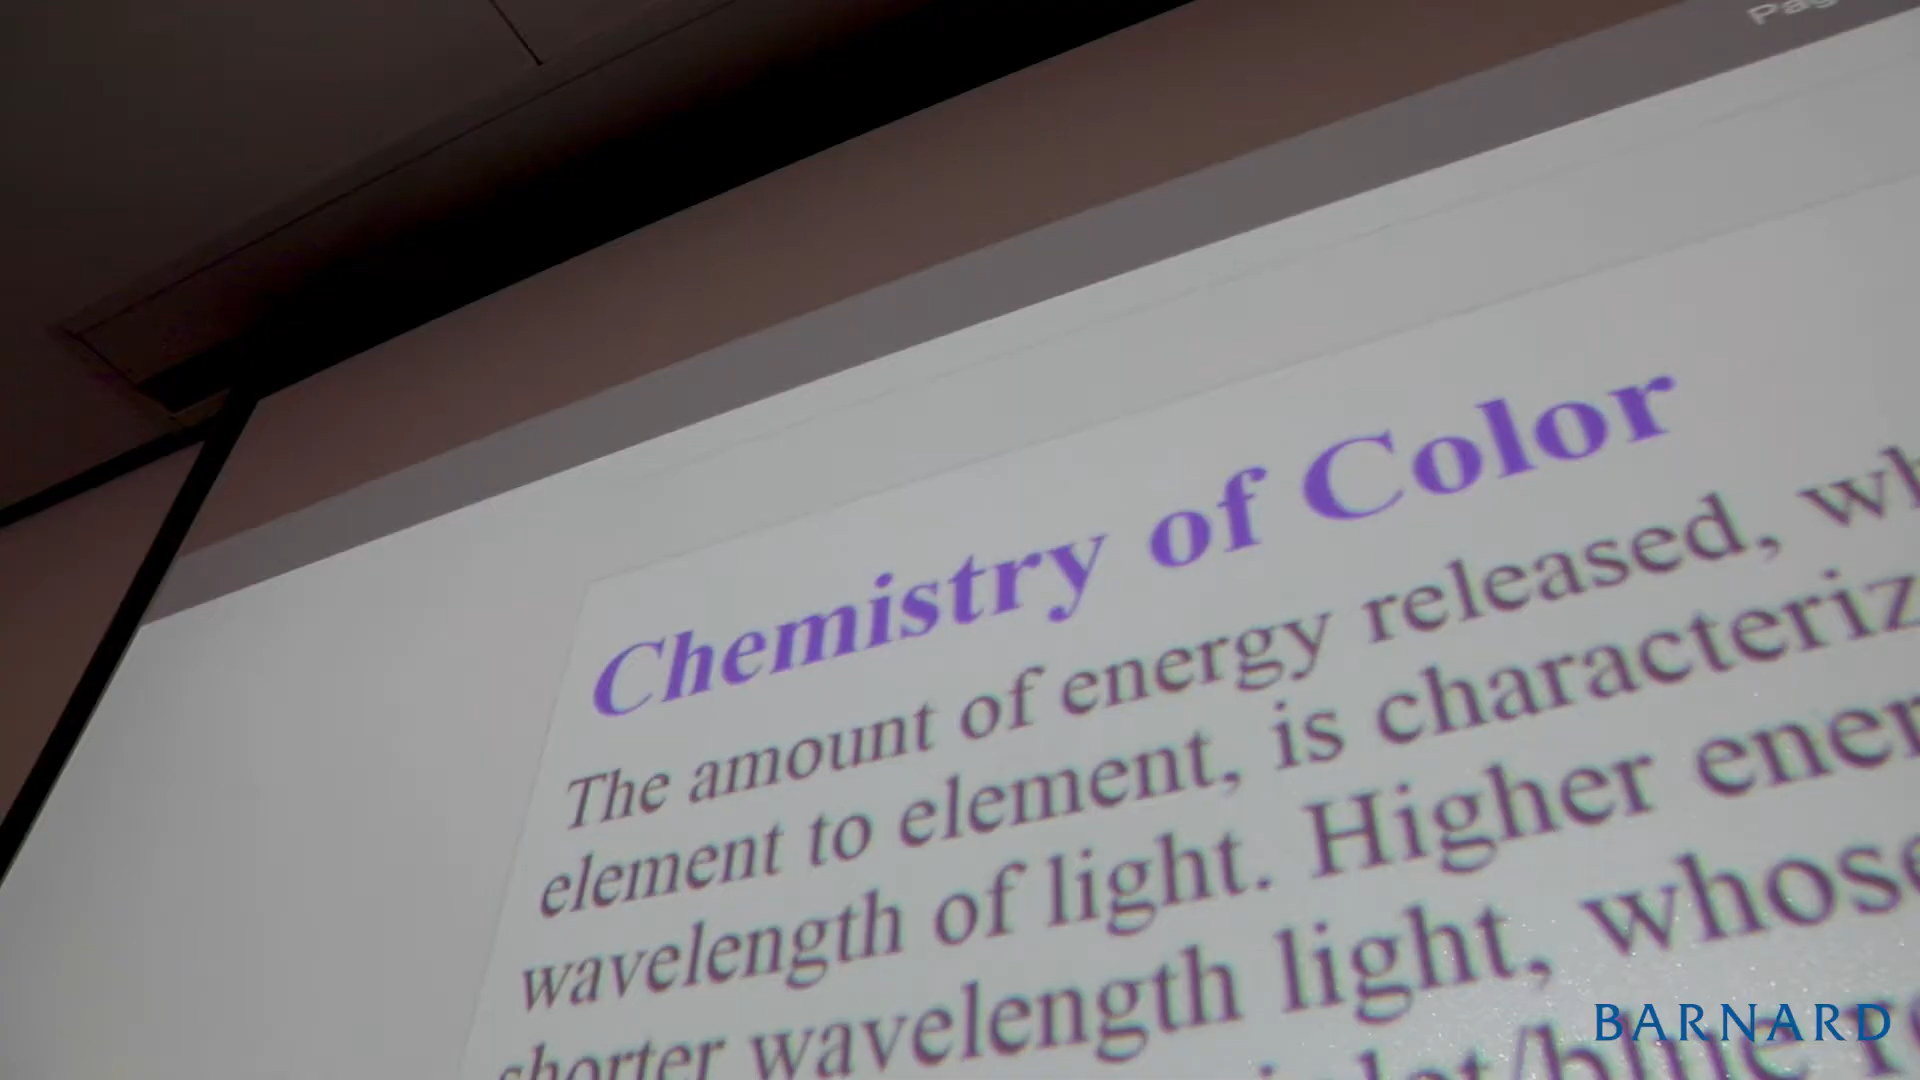 Chemistry of Color
The amount of energy released, wh
element to element, is characteriz
wavelength of light. Higher ener
shorter wavelength light, whose
BARNARD